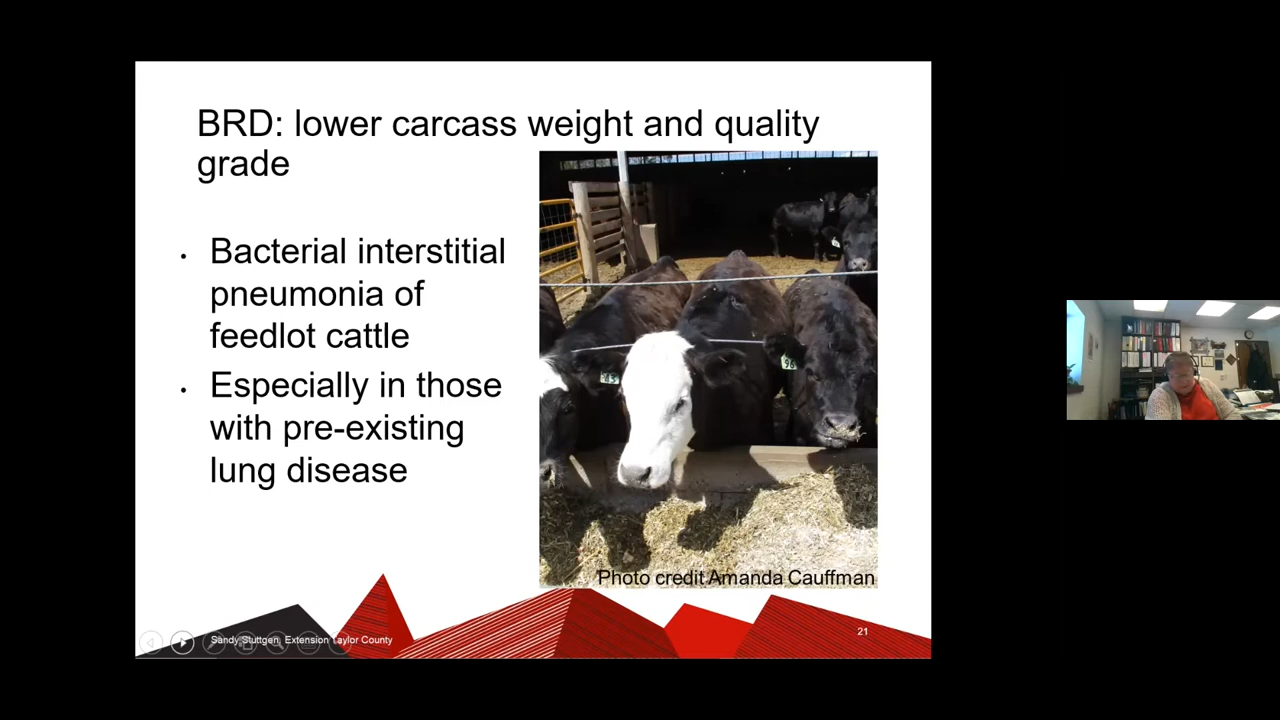 BRD: lower carcass weight and quality
grade
• Bacterial interstitial
pneumonia of
feedlot cattle
• Especially in those
with pre-existing
lung disease
96
Photo credit Amanda Cauffman
Sandy Stuttgen, Extension Taylor County
21